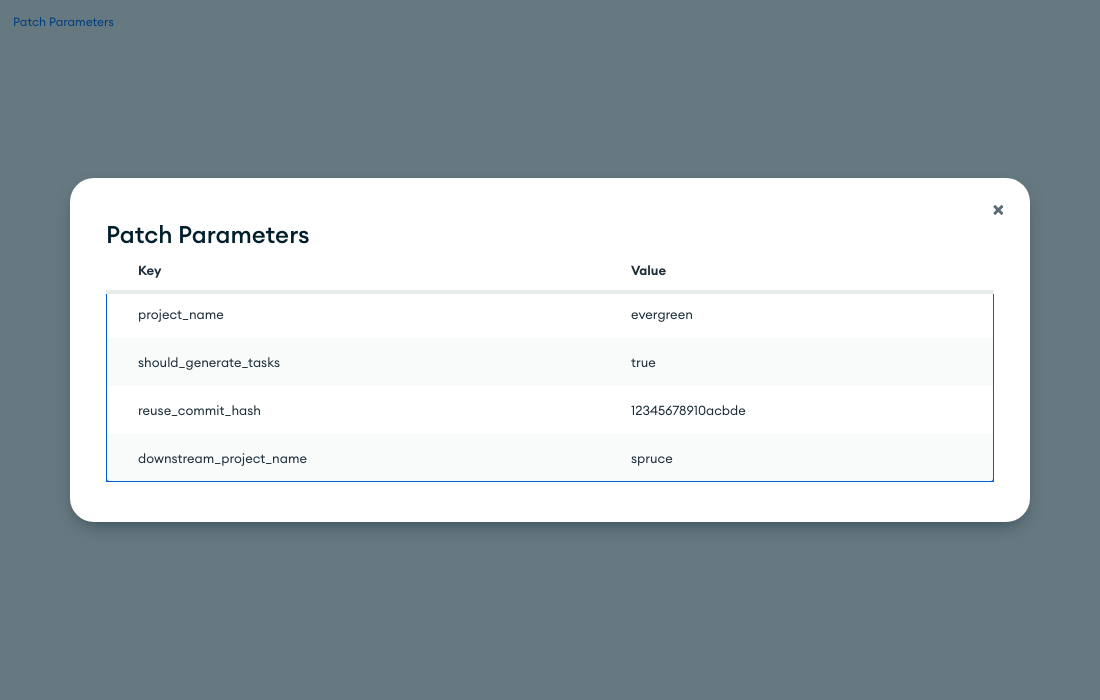 Patch Parameters
Patch Parameters
Key Value
project_name evergreen
should_generate_tasks true
reuse_commit_hash 12345678910acbde
downstream_project_name spruce